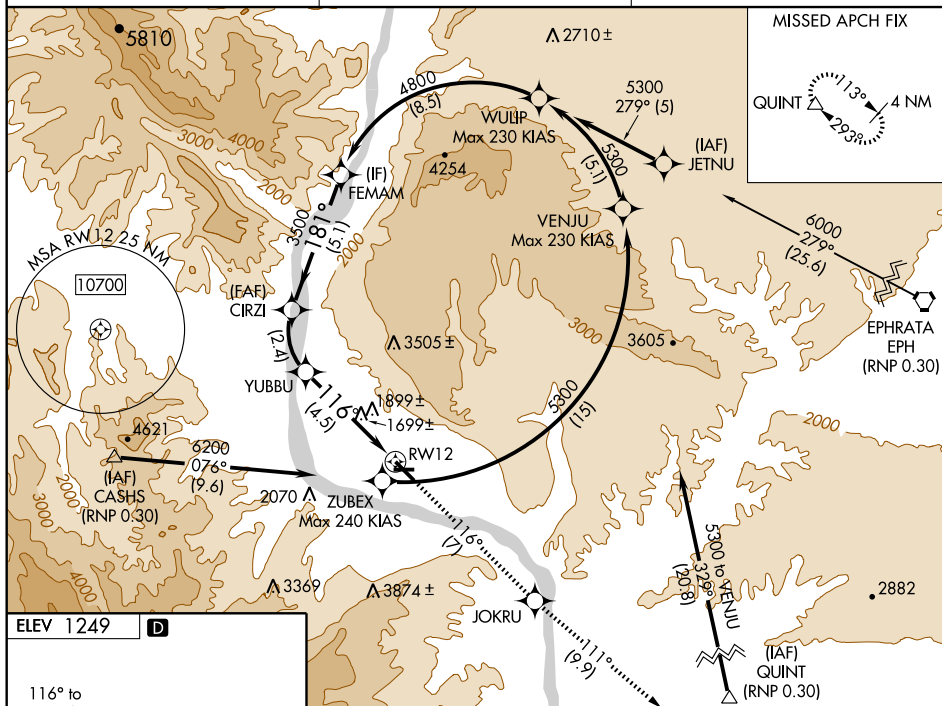 5810
2710±
MISSED APCH FIX
QUINT
113°
293°
4 NM
4800
(8.5)
5300
279° (5)
WULIP
Max 230 KIAS
(IAF)
JETNU
5300
(5.1)
3000
4000
2000
4254
(IF)
FEMAM
VENJU
Max 230 KIAS
3500
181°
(5.1)
2000
6000
279°
(25.6)
MSA RW12 25 NM
10700
(FAF)
CIRZI
(2.4)
3505±
3000
3605
EPHRATA
EPH
(RNP 0.30)
YUBBU
116°
(4.5)
1899±
1699±
5300
(15)
2000
4621
6200
076°
(9.6)
(IAF)
CASHS
(RNP 0.30)
3000
2000
RW12
2070
ZUBEX
Max 240 KIAS
116°
(7)
5300 to VENJU
329°
(20.8)
4000
3369
3874±
JOKRU
2882
ELEV 1249
D
111°
(9.9)
(IAF)
QUINT
(RNP 0.30)
116° to